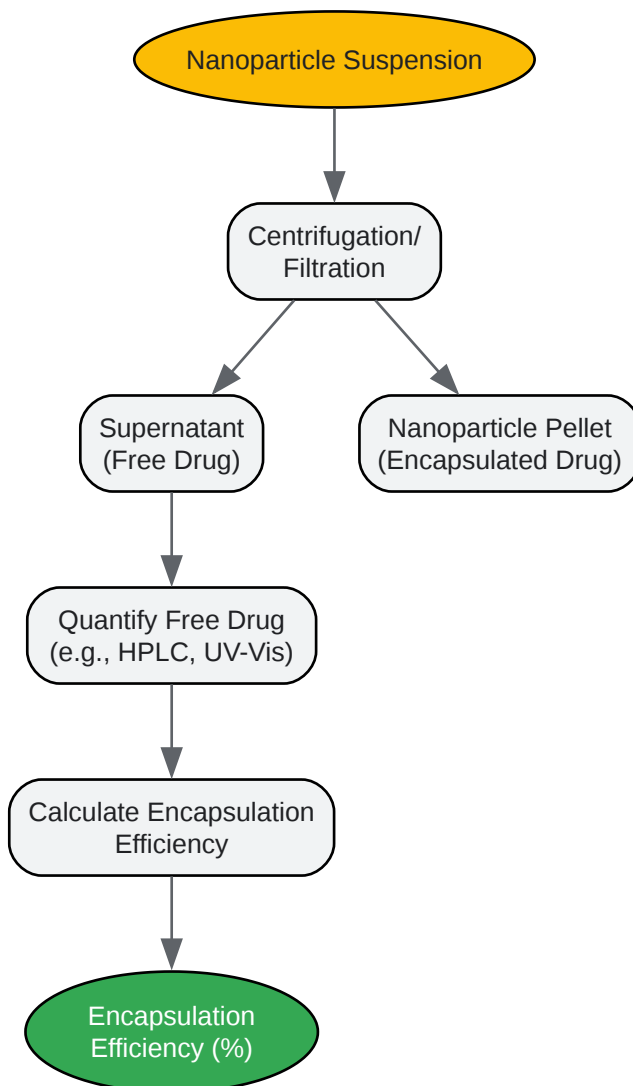 Nanoparticle Suspension
Centrifugation/
Filtration
Supernatant
(Free Drug)
Nanoparticle Pellet
(Encapsulated Drug)
Quantify Free Drug
(e.g., HPLC, UV-Vis)
Calculate Encapsulation
Efficiency
Encapsulation
Efficiency (%)